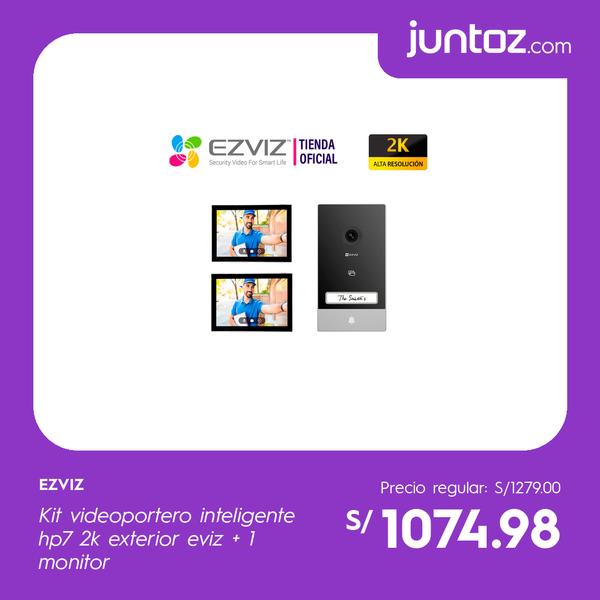 juntoz.com
EZVIZ™ TIENDA OFICIAL
Security Video For Smart Life
2K
ALTA RESOLUCIÓN
EZVIZ
The Smith's
EZVIZ
Kit videoportero inteligente
hp7 2k exterior eviz + 1
monitor
Precio regular: S/1279.00
S/ 1074.98